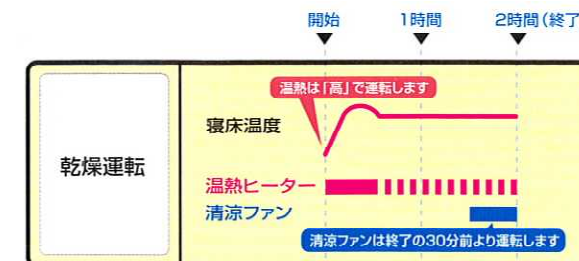 開始 1時間 2時間(終了
温熱は「高」で運転します
寝床温度
乾燥運転
温熱ヒーター
清涼ファン
清涼ファンは終了の30分前より運転します